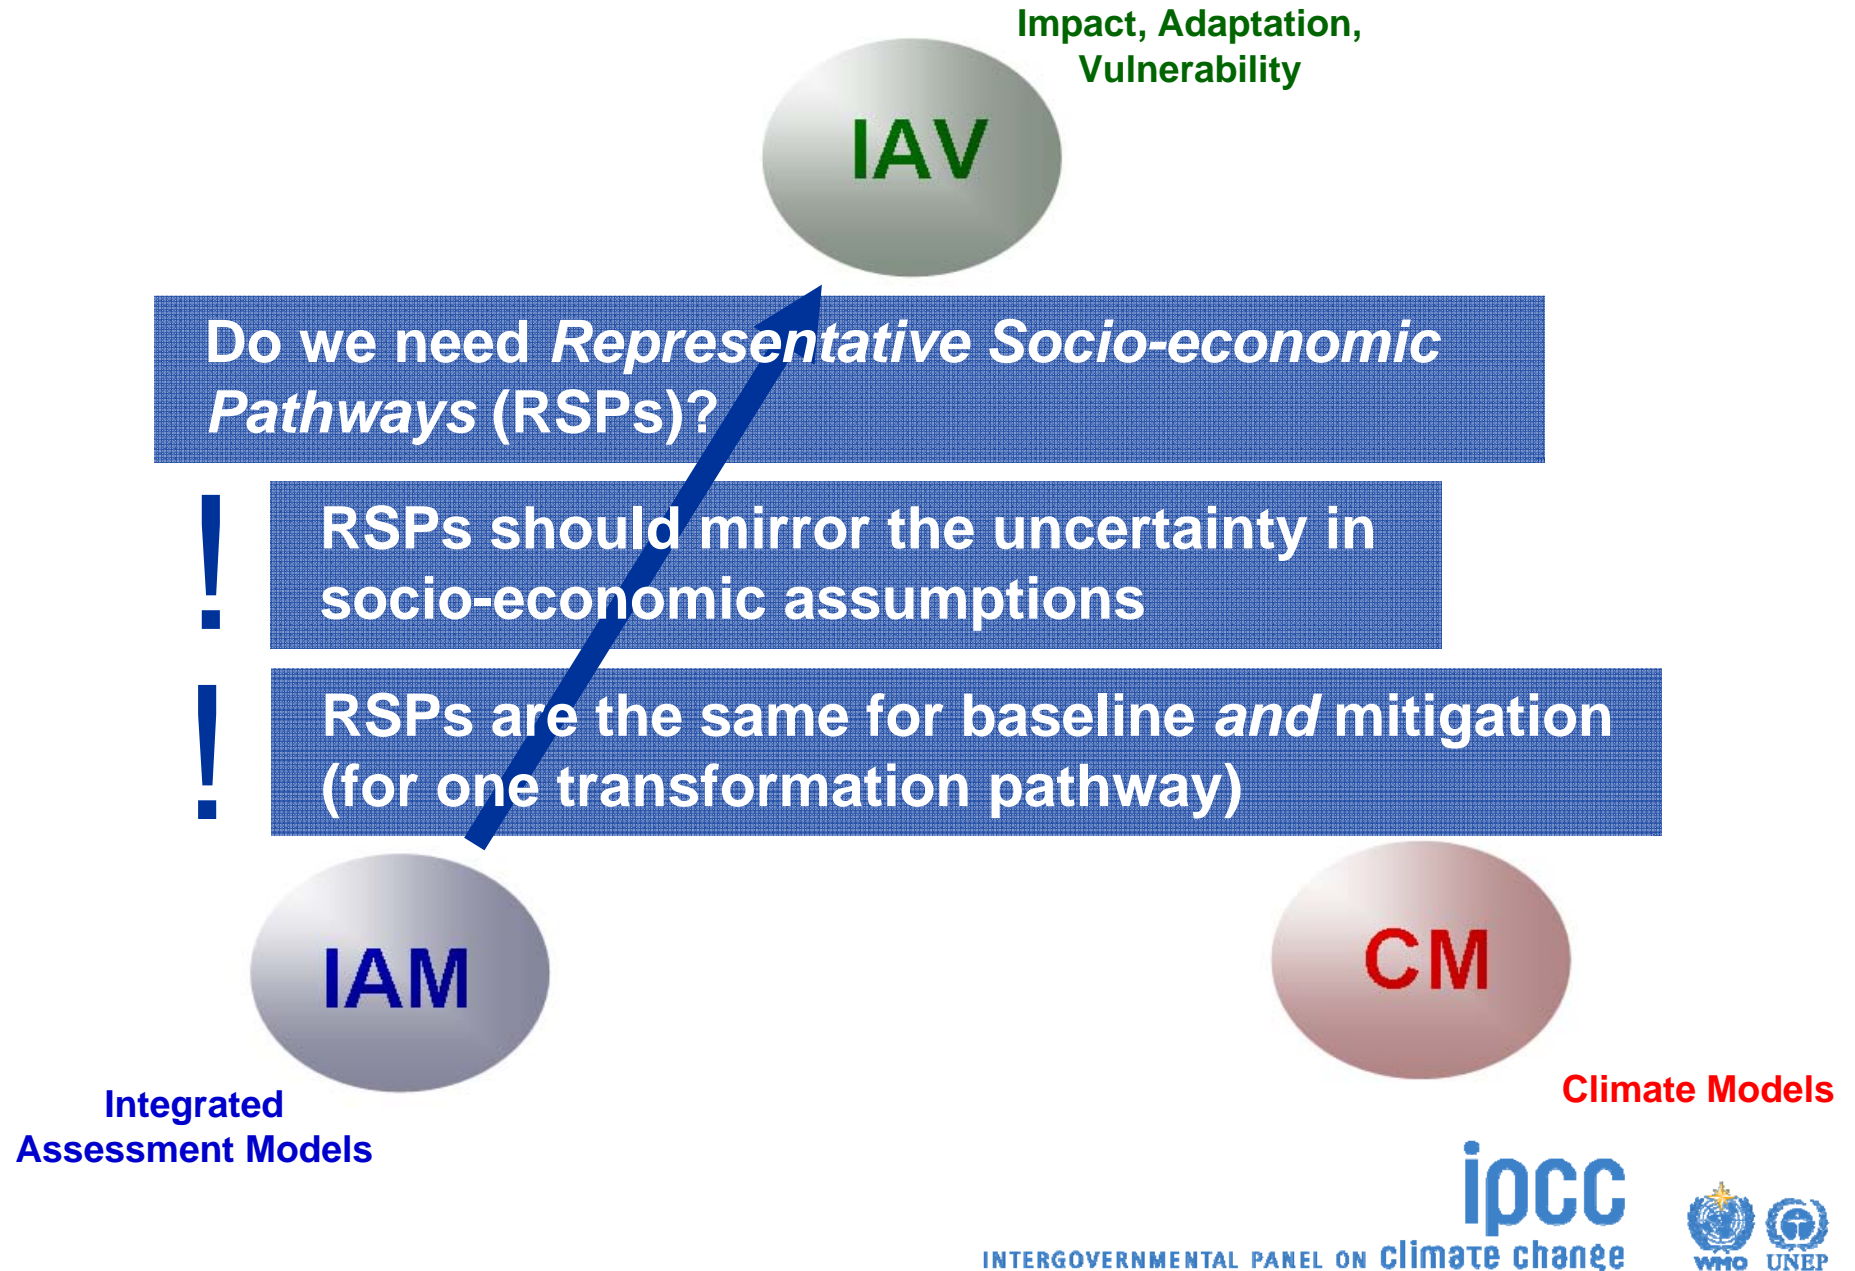 Impact, Adaptation,
Vulnerability
IAV
Do we need Representative Socio-economic
Pathways (RSPs)?
!
RSPs should mirror the uncertainty in
socio-economic assumptions
!
RSPs are the same for baseline and mitigation
(for one transformation pathway)
IAM
CM
Integrated
Assessment Models
Climate Models
ipcc
INTERGOVERNMENTAL PANEL ON climate change
WMO
UNEP